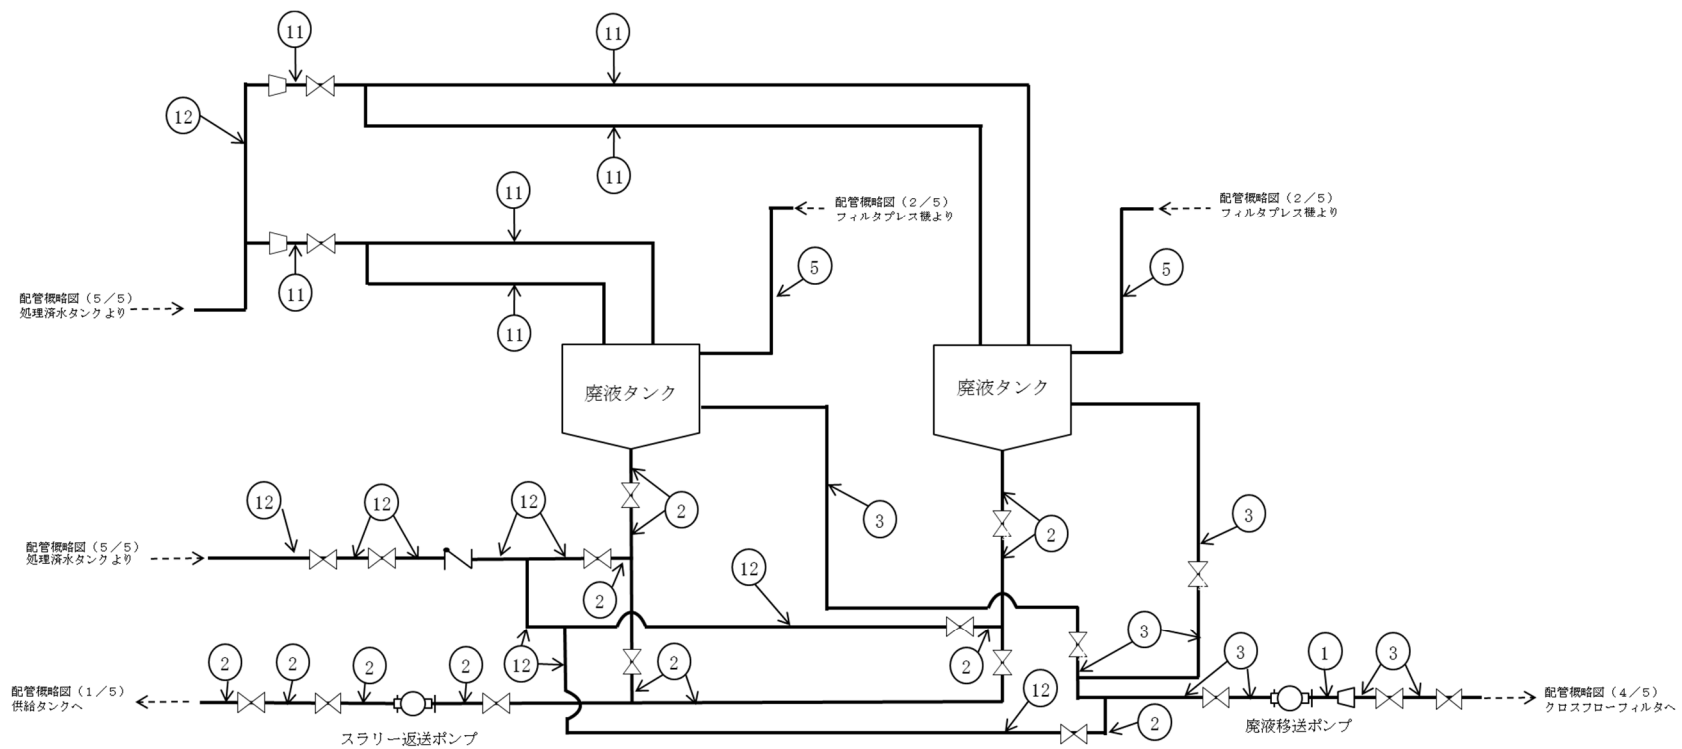 11
11
12
11
11
配管概略図(2/5)
フィルタプレス機より
配管概略図(2/5)
フィルタプレス機より
5
5
11
配管概略図(5/5)
処理済水タンクより
11
廃液タンク
廃液タンク
12
12
12
2
3
2
3
配管概略図(5/5)
処理済水タンクより
2
12
3
2
2
2
2
12
2
2
3
1
3
12
配管概略図(1/5)
供給タンクへ
配管概略図(4/5)
クロスフローフィルタへ
2
スラリー返送ポンプ
廃液移送ポンプ